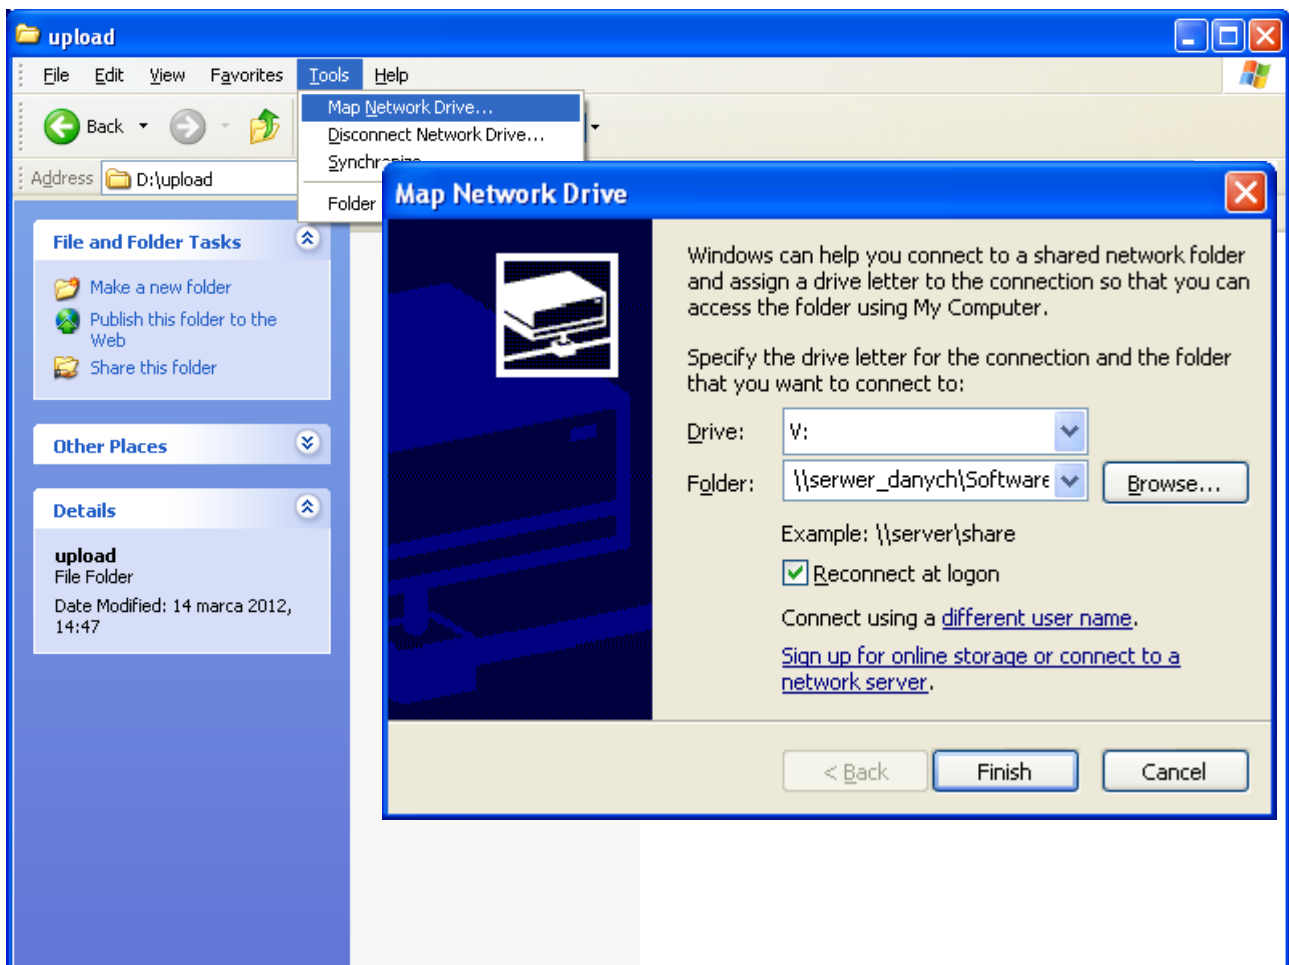 upload
File Edit View Favorites Tools Help
Map Network Drive...
Back
Disconnect Network Drive...
Address D:\upload
Folder
Map Network Drive
File and Folder Tasks
Make a new folder
Publish this folder to the
Web
Share this folder
Other Places
Details
upload
File Folder
Date Modified: 14 marca 2012,
14:47
Windows can help you connect to a shared network folder
and assign a drive letter to the connection so that you can
access the folder using My Computer.
Specify the drive letter for the connection and the folder
that you want to connect to:
Drive: V:
Folder: \\serwer_danych\Software Browse...
Example: \\server\share
Reconnect at logon
Connect using a different user name.
Sign up for online storage or connect to a
network server.
< Back Finish Cancel